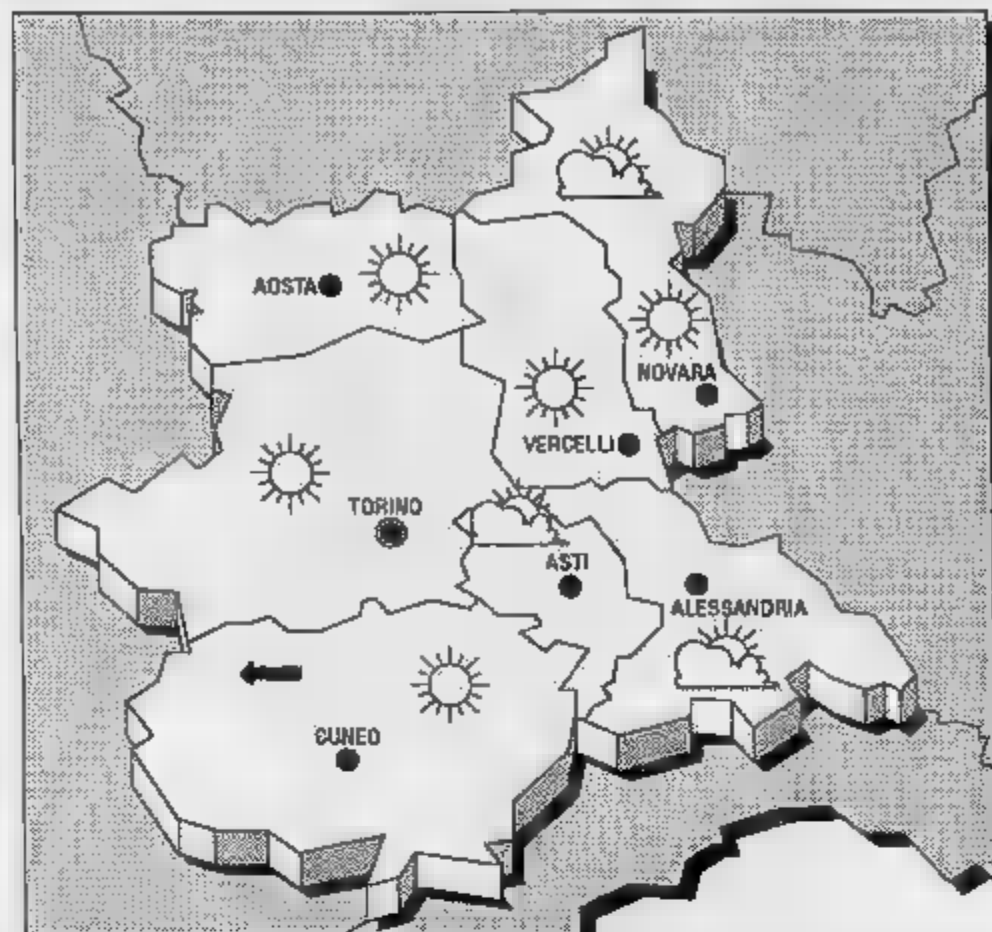 AOSTA
NOVARA
VERCELLI
TORINO
ASTI
ALESSANDRIA
CUNEO